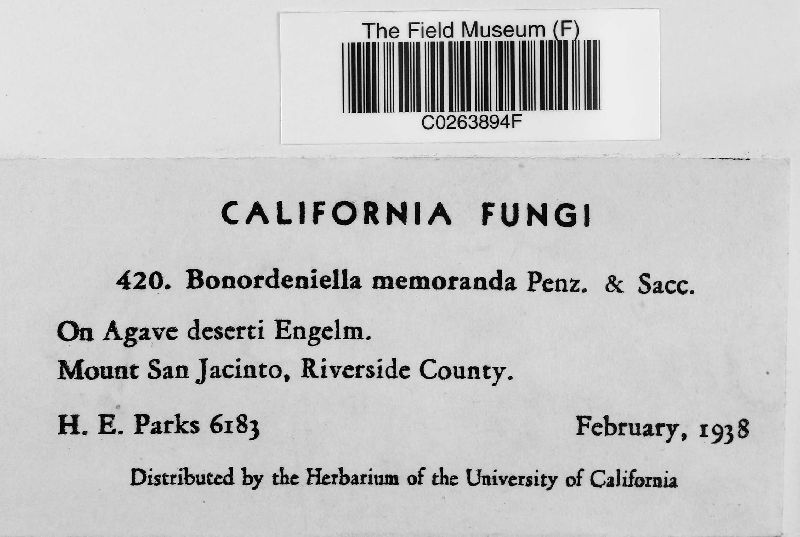 The Field Museum (F)
C0263894F
CALIFORNIA FUNGI
420. Bonordeniella memoranda Penz. & Sacc.
On Agave deserti Engelm.
Mount San Jacinto, Riverside County.
H. E. Parks 6183 February, 1938
Distributed by the Herbarium of the University of California